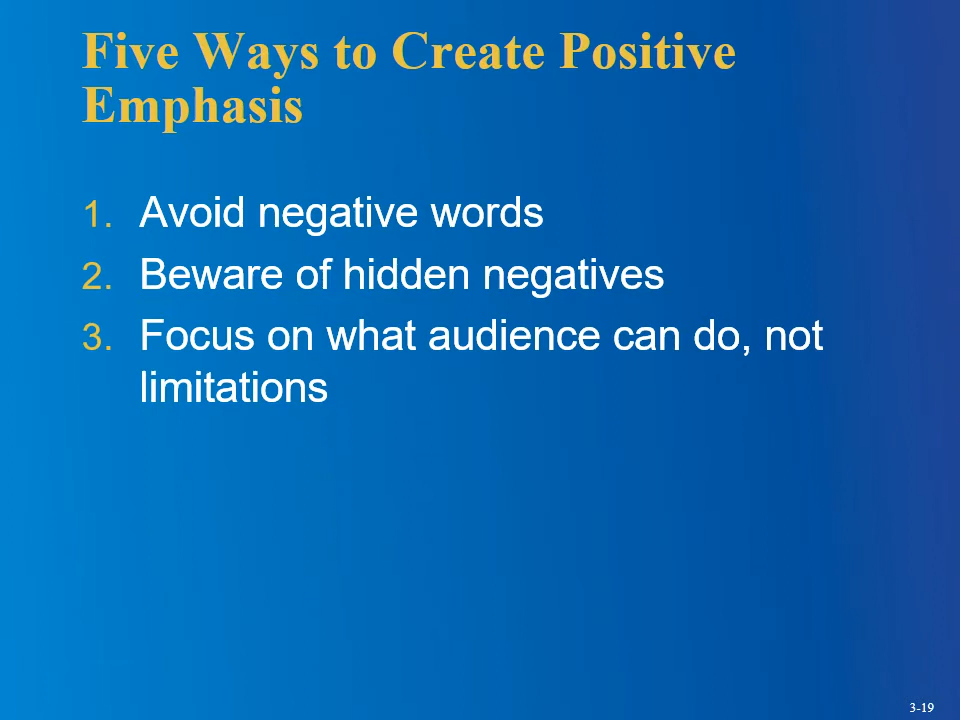 Five Ways to Create Positive
Emphasis
1. Avoid negative words
2. Beware of hidden negatives
3. Focus on what audience can do, not
limitations
3-19